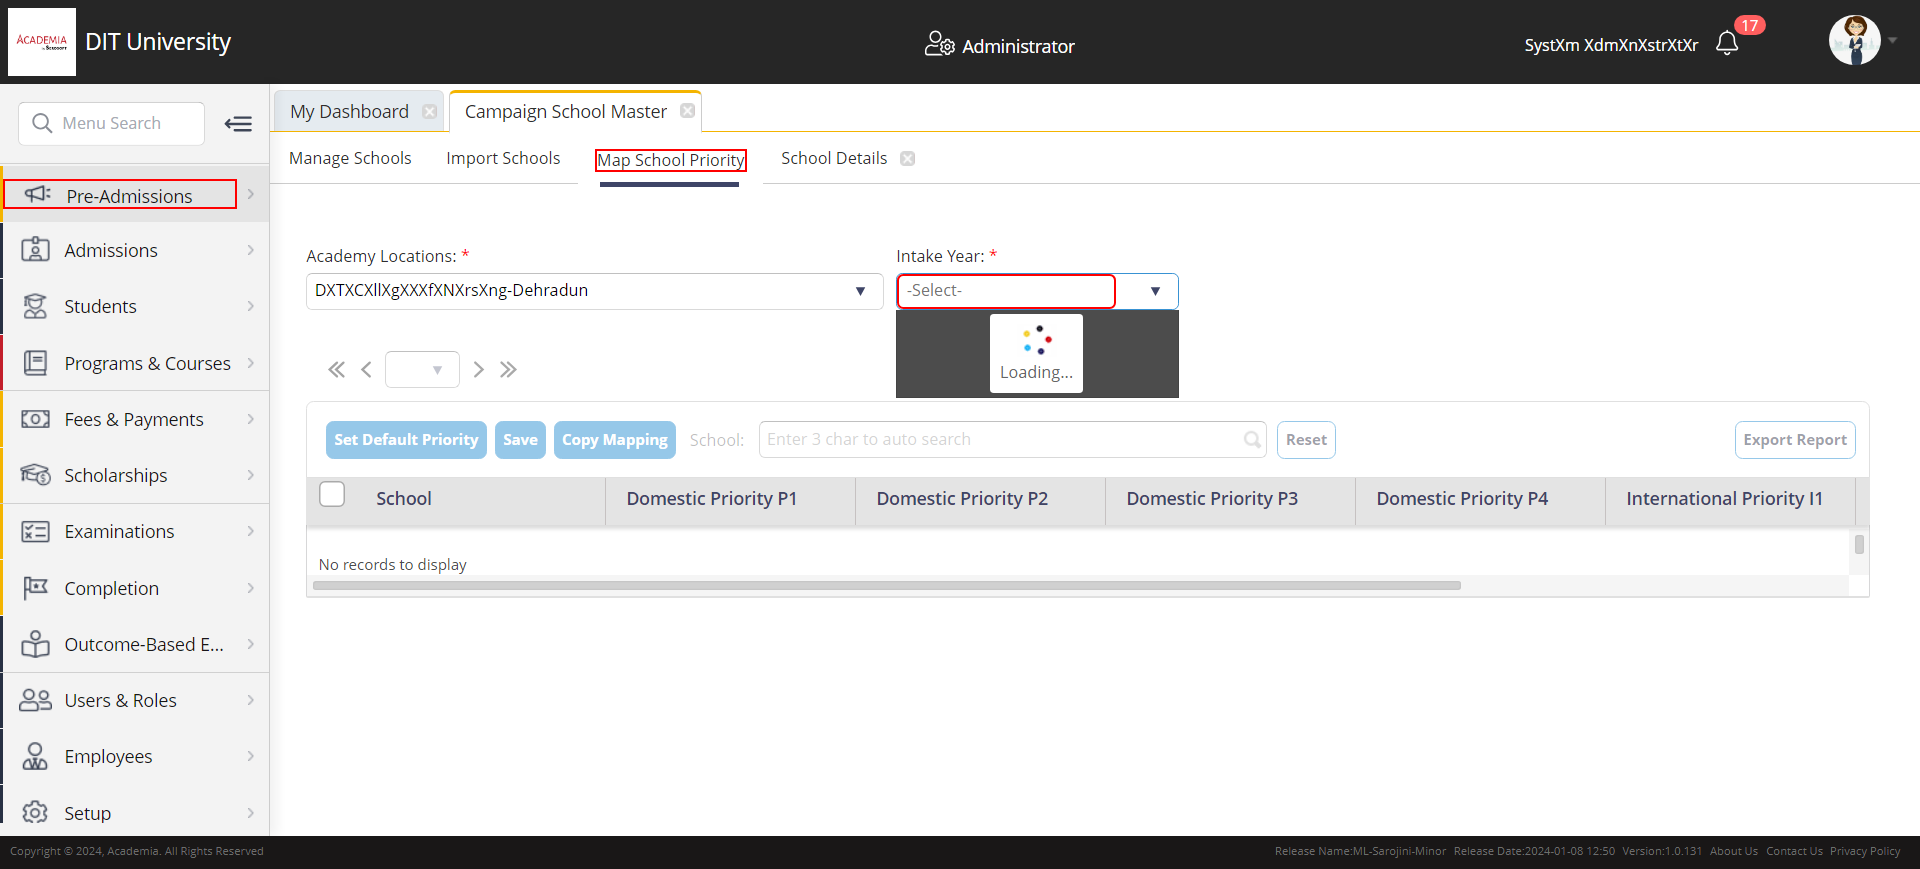 ACADEMIA
by SEROSOFT
DIT University
Administrator
SystXm XdmXnXstrXtXr
17
Menu Search
My Dashboard
Campaign School Master
Manage Schools
Import Schools
Map School Priority
School Details
Pre-Admissions
Admissions
Students
Programs & Courses
Fees & Payments
Scholarships
Examinations
Completion
Outcome-Based E...
Users & Roles
Employees
Setup
Academy Locations: *
Intake Year: *
DXTXCXllXgXXXfXNXrsXng-Dehradun
-Select-
Loading...
Set Default Priority
Save
Copy Mapping
School:
Enter 3 char to auto search
Reset
Export Report
School
Domestic Priority P1
Domestic Priority P2
Domestic Priority P3
Domestic Priority P4
International Priority I1
No records to display
Copyright © 2024, Academia. All Rights Reserved
Release Name:ML-Sarojini-Minor Release Date:2024-01-08 12:50 Version:1.0.131 About Us Contact Us Privacy Policy